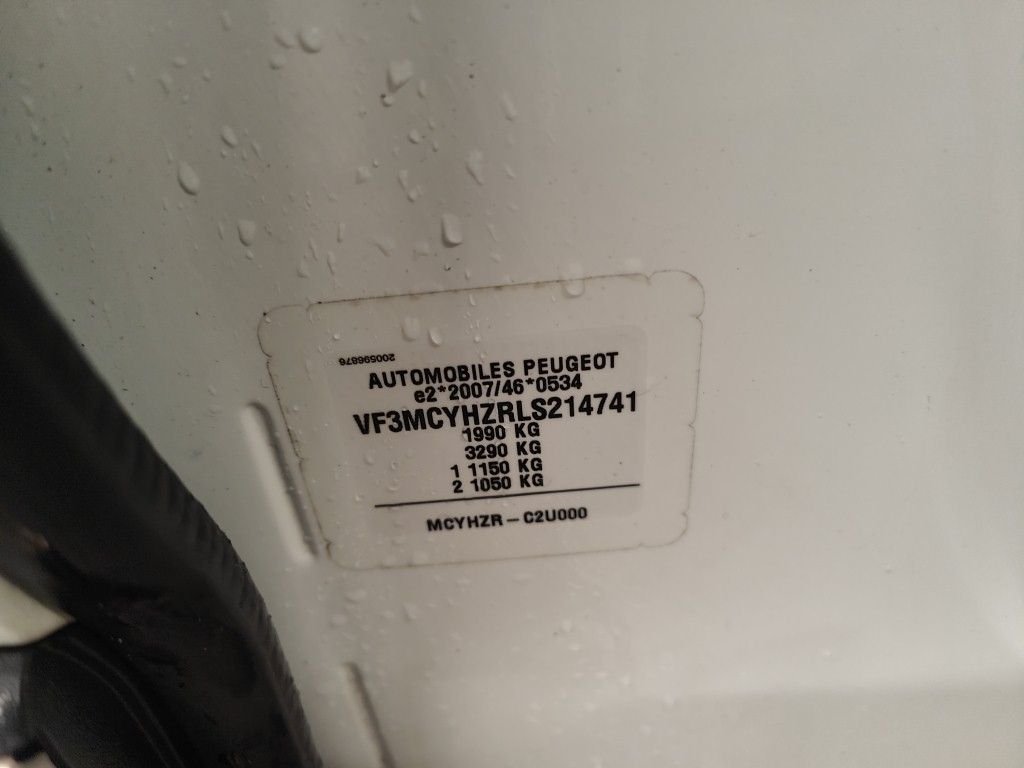 200596876
AUTOMOBILES PEUGEOT
e2*2007/46*0534
VF3MCYHZRLS214741
1990 KG
3290 KG
1 1150 KG
2 1050 KG
MCYHZR – C2U000